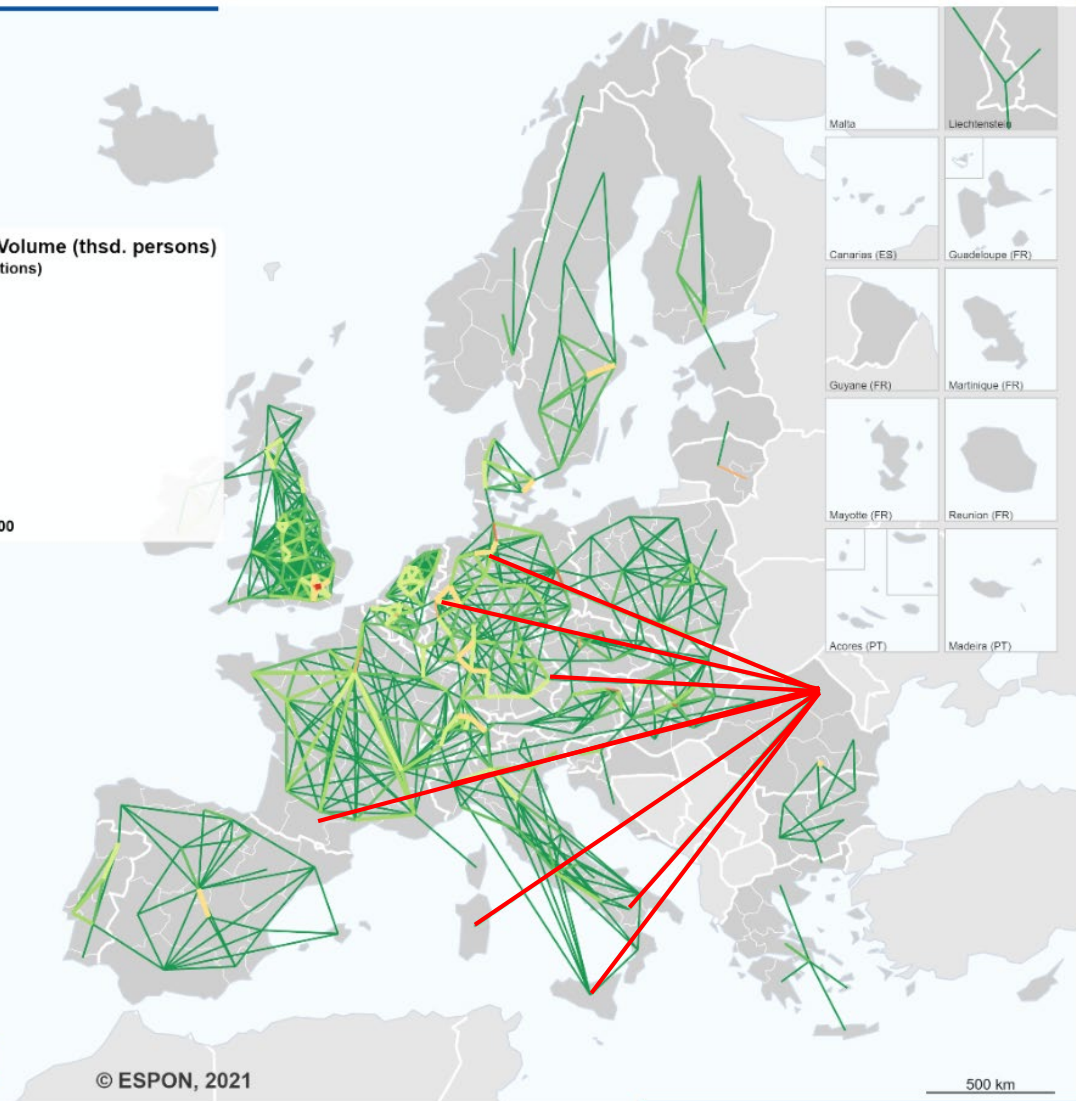 Volume (thsd. persons)
tions)
00
Malta
Liechtenstein
Canarias (ES)
Guadeloupe (FR)
Guyane (FR)
Martinique (FR)
Mayotte (FR)
Reunion (FR)
Acores (PT)
Madeira (PT)
© ESPON, 2021
500 km